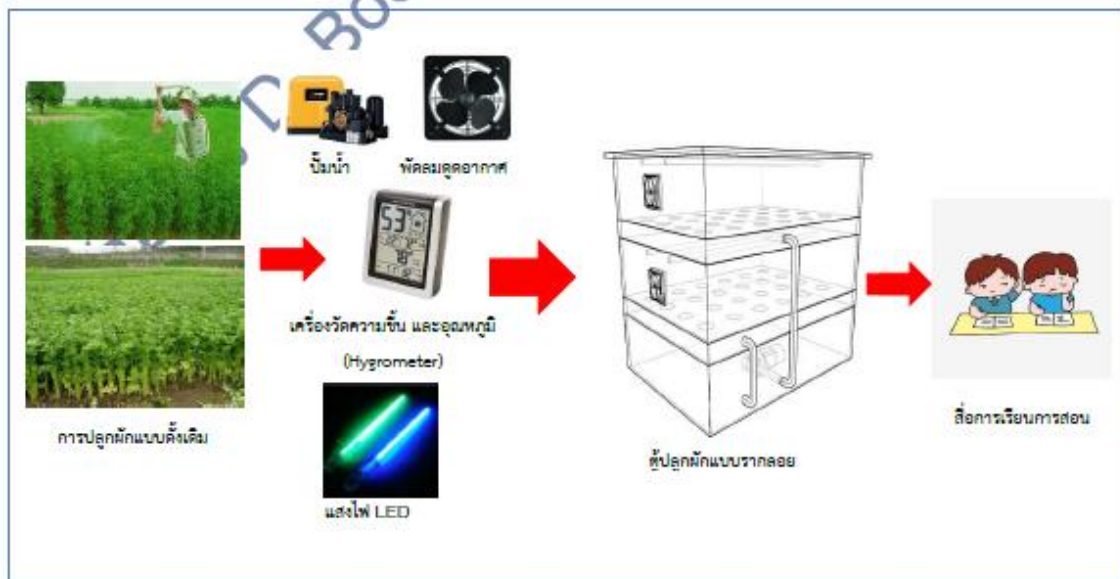 ปั๊มน้ำ
พัดลมดูดอากาศ
53
เครื่องวัดความชื้น และอุณหภูมิ
(Hygrometer)
การปลูกผักแบบดั้งเดิม
แสงไฟ LED
ตู้ปลูกผักแบบรากลอย
สื่อการเรียนการสอน